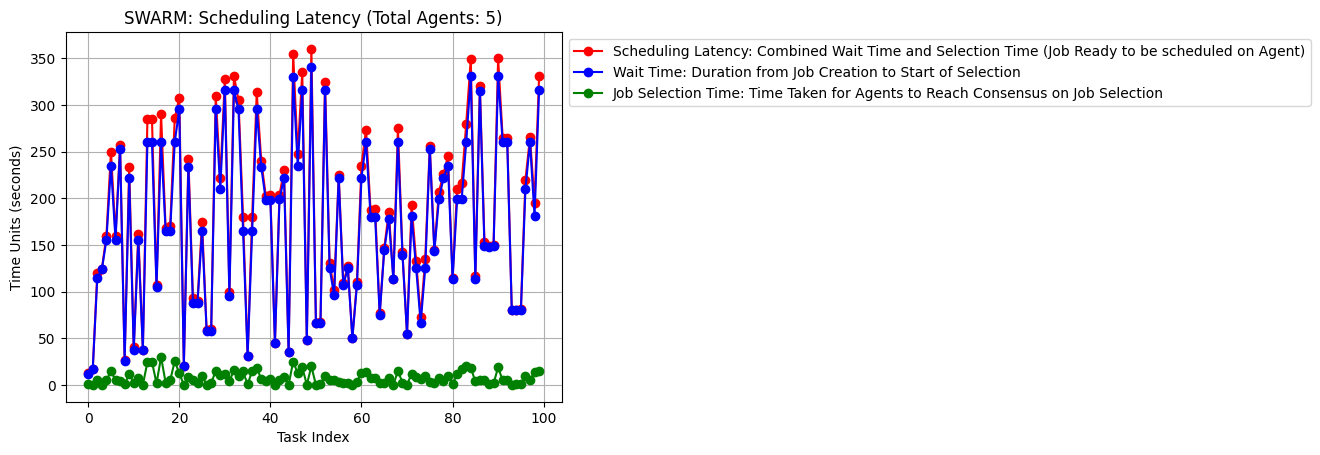 SWARM: Scheduling Latency (Total Agents: 5)
Scheduling Latency: Combined Wait Time and Selection Time (Job Ready to be scheduled on Agent)
Wait Time: Duration from Job Creation to Start of Selection
Job Selection Time: Time Taken for Agents to Reach Consensus on Job Selection
Time Units (seconds)
350
300
250
200
150
100
50
0
0 20 40 60 80 100
Task Index